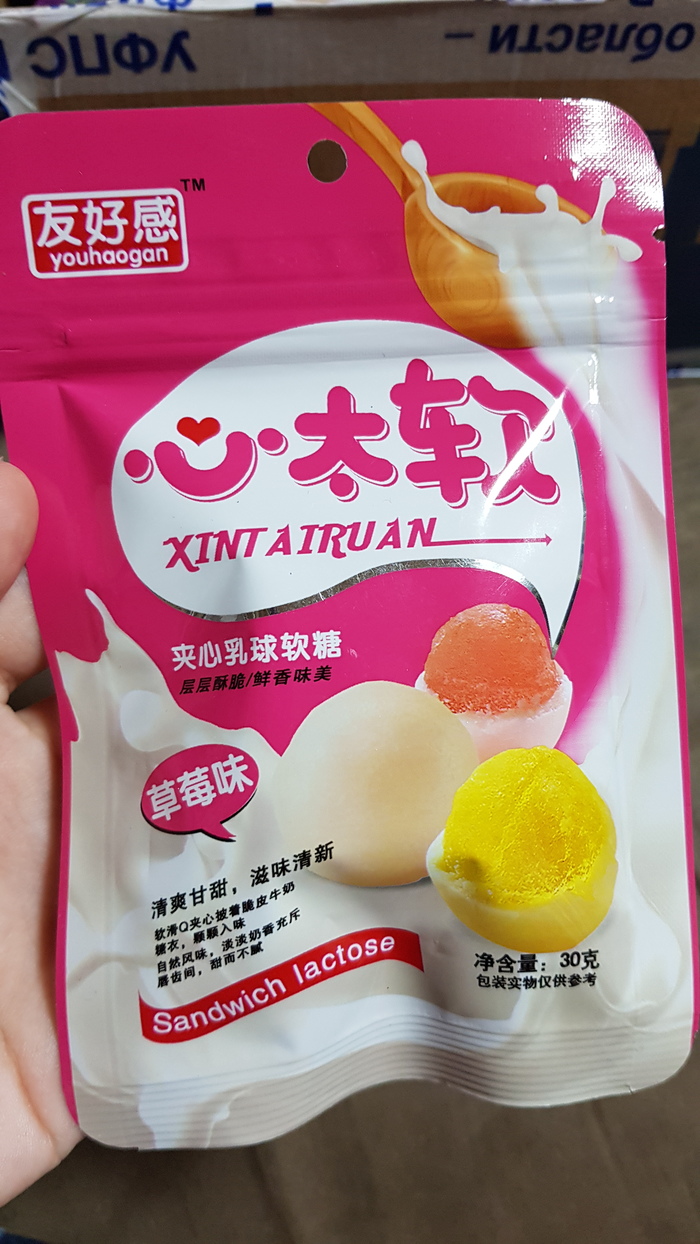 УФПС
области –
友好感
TM
youhaogan
心太软
XINTAIRUAN
夹心乳球软糖
层层酥脆/鲜香味美
草莓味
清爽甘甜，滋味清新
软滑Q夹心披着脆皮牛奶
糖衣，颗颗入味
自然风味，淡淡奶香充斥
唇齿间，甜而不腻
Sandwich lactose
净含量：30克
包装实物仅供参考